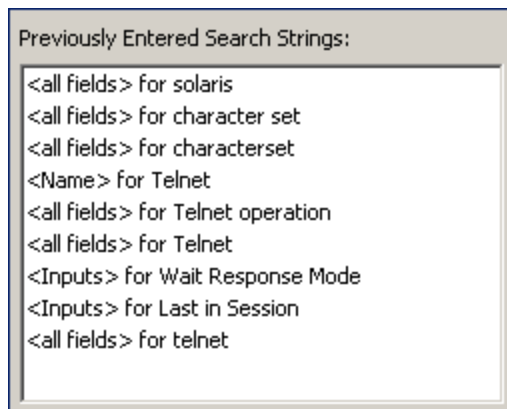 Previously Entered Search Strings:
<all fields> for solaris
<all fields> for character set
<all fields> for characterset
<Name> for Telnet
<all fields> for Telnet operation
<all fields> for Telnet
<Inputs> for Wait Response Mode
<Inputs> for Last in Session
<all fields> for telnet